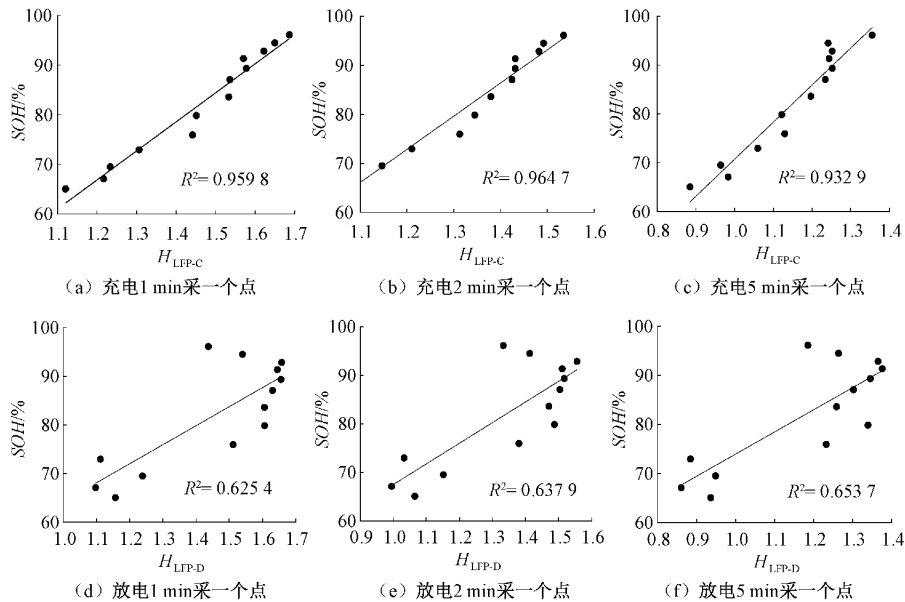 100
90
80
70
60
SOH/%
R²= 0.959 8
1.1 1.2 1.3 1.4 1.5 1.6 1.7
H LFP-C
(a) 充电1 min采一个点
100
90
80
70
60
SOH/%
R²= 0.964 7
1.1 1.2 1.3 1.4 1.5 1.6
H LFP-C
(b) 充电2 min采一个点
100
90
80
70
60
SOH/%
R²= 0.932 9
0.8 0.9 1.0 1.1 1.2 1.3 1.4
H LFP-C
(c) 充电5 min采一个点
100
90
80
70
60
SOH/%
R²= 0.625 4
1.0 1.1 1.2 1.3 1.4 1.5 1.6 1.7
H LFP-D
(d) 放电1 min采一个点
100
90
80
70
60
SOH/%
R²= 0.637 9
0.9 1.0 1.1 1.2 1.3 1.4 1.5 1.6
H LFP-D
(e) 放电2 min采一个点
100
90
80
70
60
SOH/%
R²= 0.653 7
0.8 0.9 1.0 1.1 1.2 1.3 1.4
H LFP-D
(f) 放电5 min采一个点